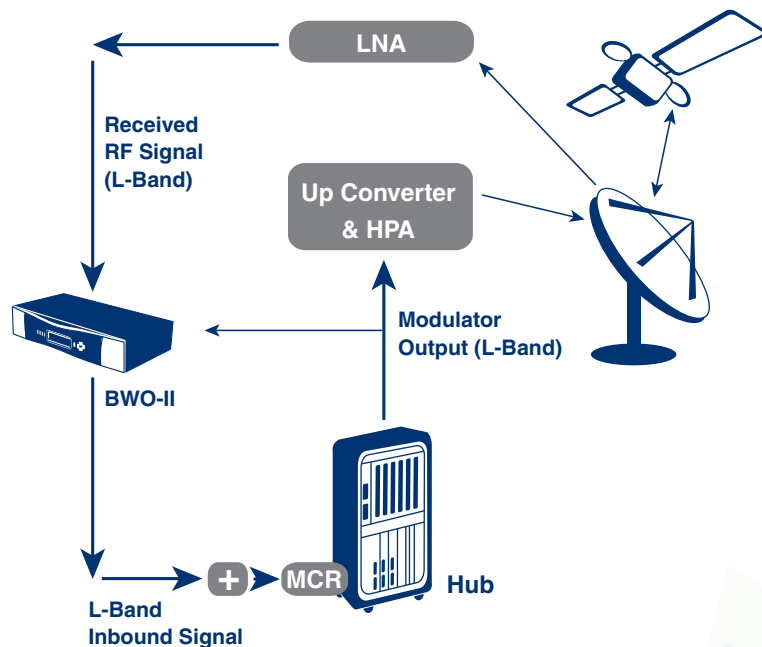 LNA
Received
RF Signal
(L-Band)
Up Converter
& HPA
Modulator
Output (L-Band)
BWO-II
+
MCR
Hub
L-Band
Inbound Signal